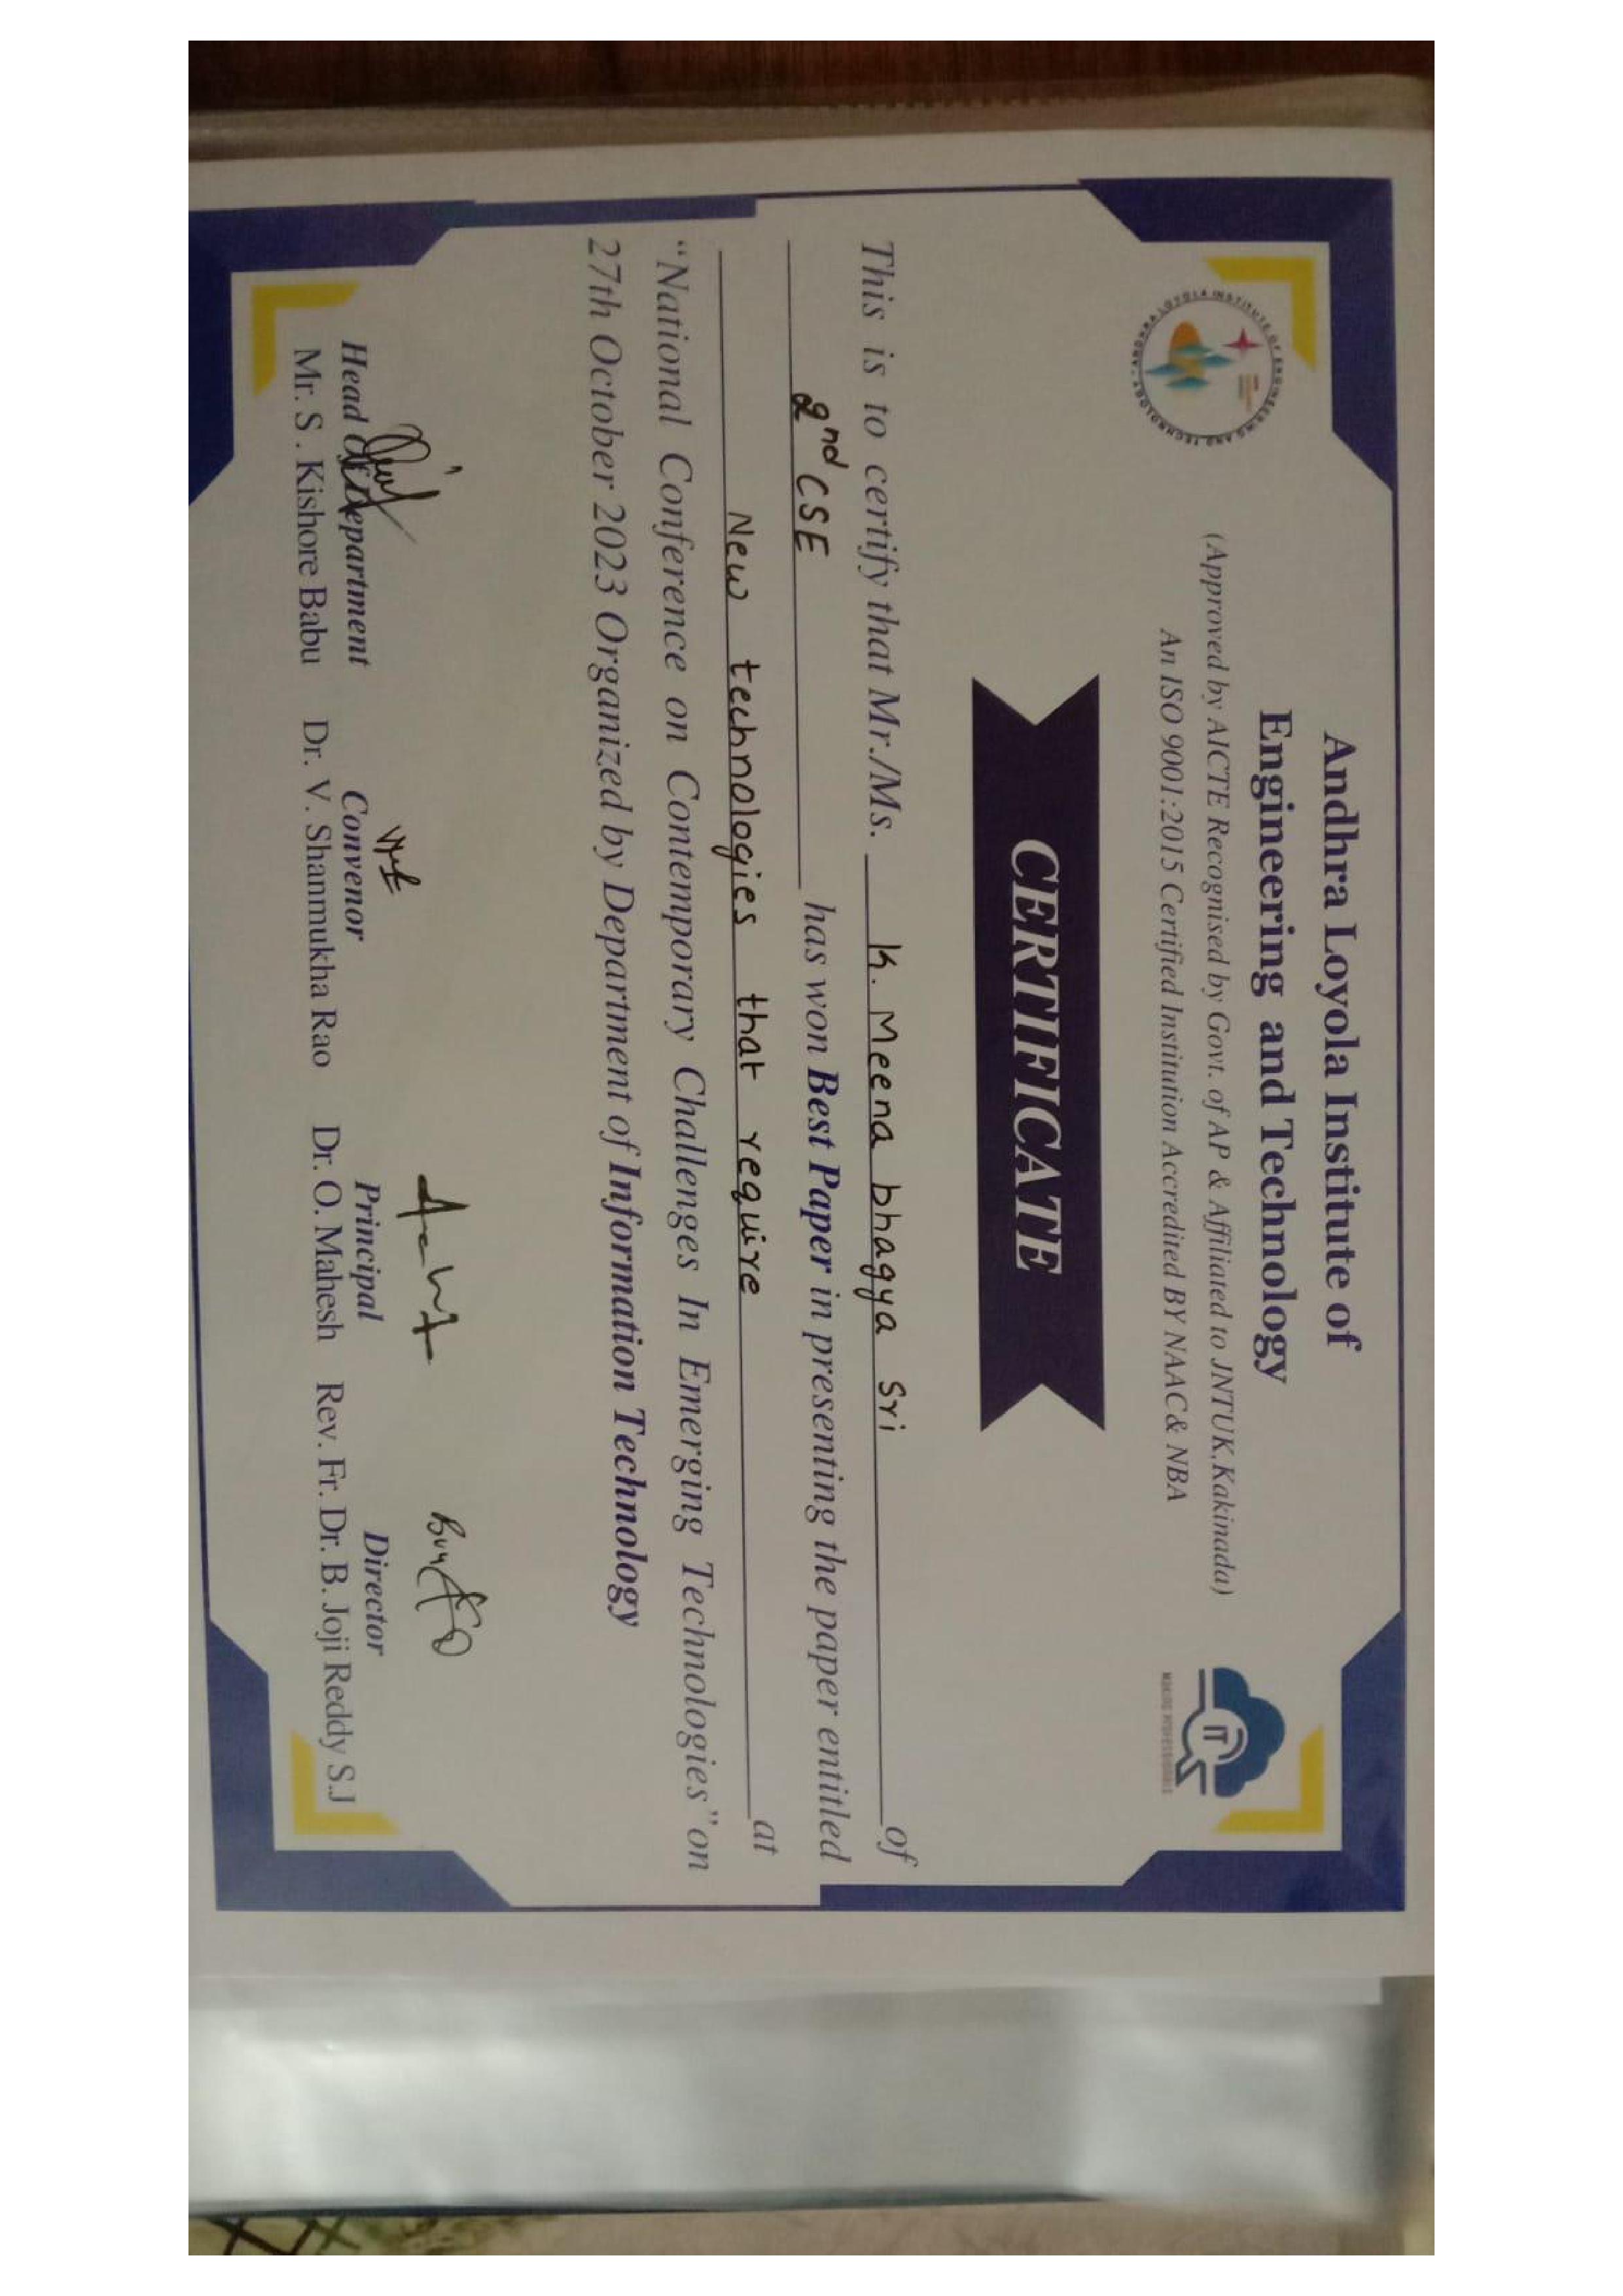 Andhra Loyola Institute of
Engineering and Technology
(Approved by AICTE Recognised by Govt. of AP & Affiliated to JNTUK.Kakinada)
An ISO 9001:2015 Certified Institution Accredited BY NAAC & NBA
ANDHRA LOYOLA INSTITUTE OF ENGINEERING AND TECHNOLOGY
IT
MAKING PROFESSIONALS
CERTIFICATE
This is to certify that Mr./Ms. K. Meena bhagya sri of
2nd CSE has won Best Paper in presenting the paper entitled
New technologies that require at
“National Conference on Contemporary Challenges In Emerging Technologies”on
27th October 2023 Organized by Department of Information Technology
Head of Department Convenor Principal Director
Mr. S . Kishore Babu Dr. V. Shanmukha Rao Dr. O. Mahesh Rev. Fr. Dr. B. Joji Reddy S.J